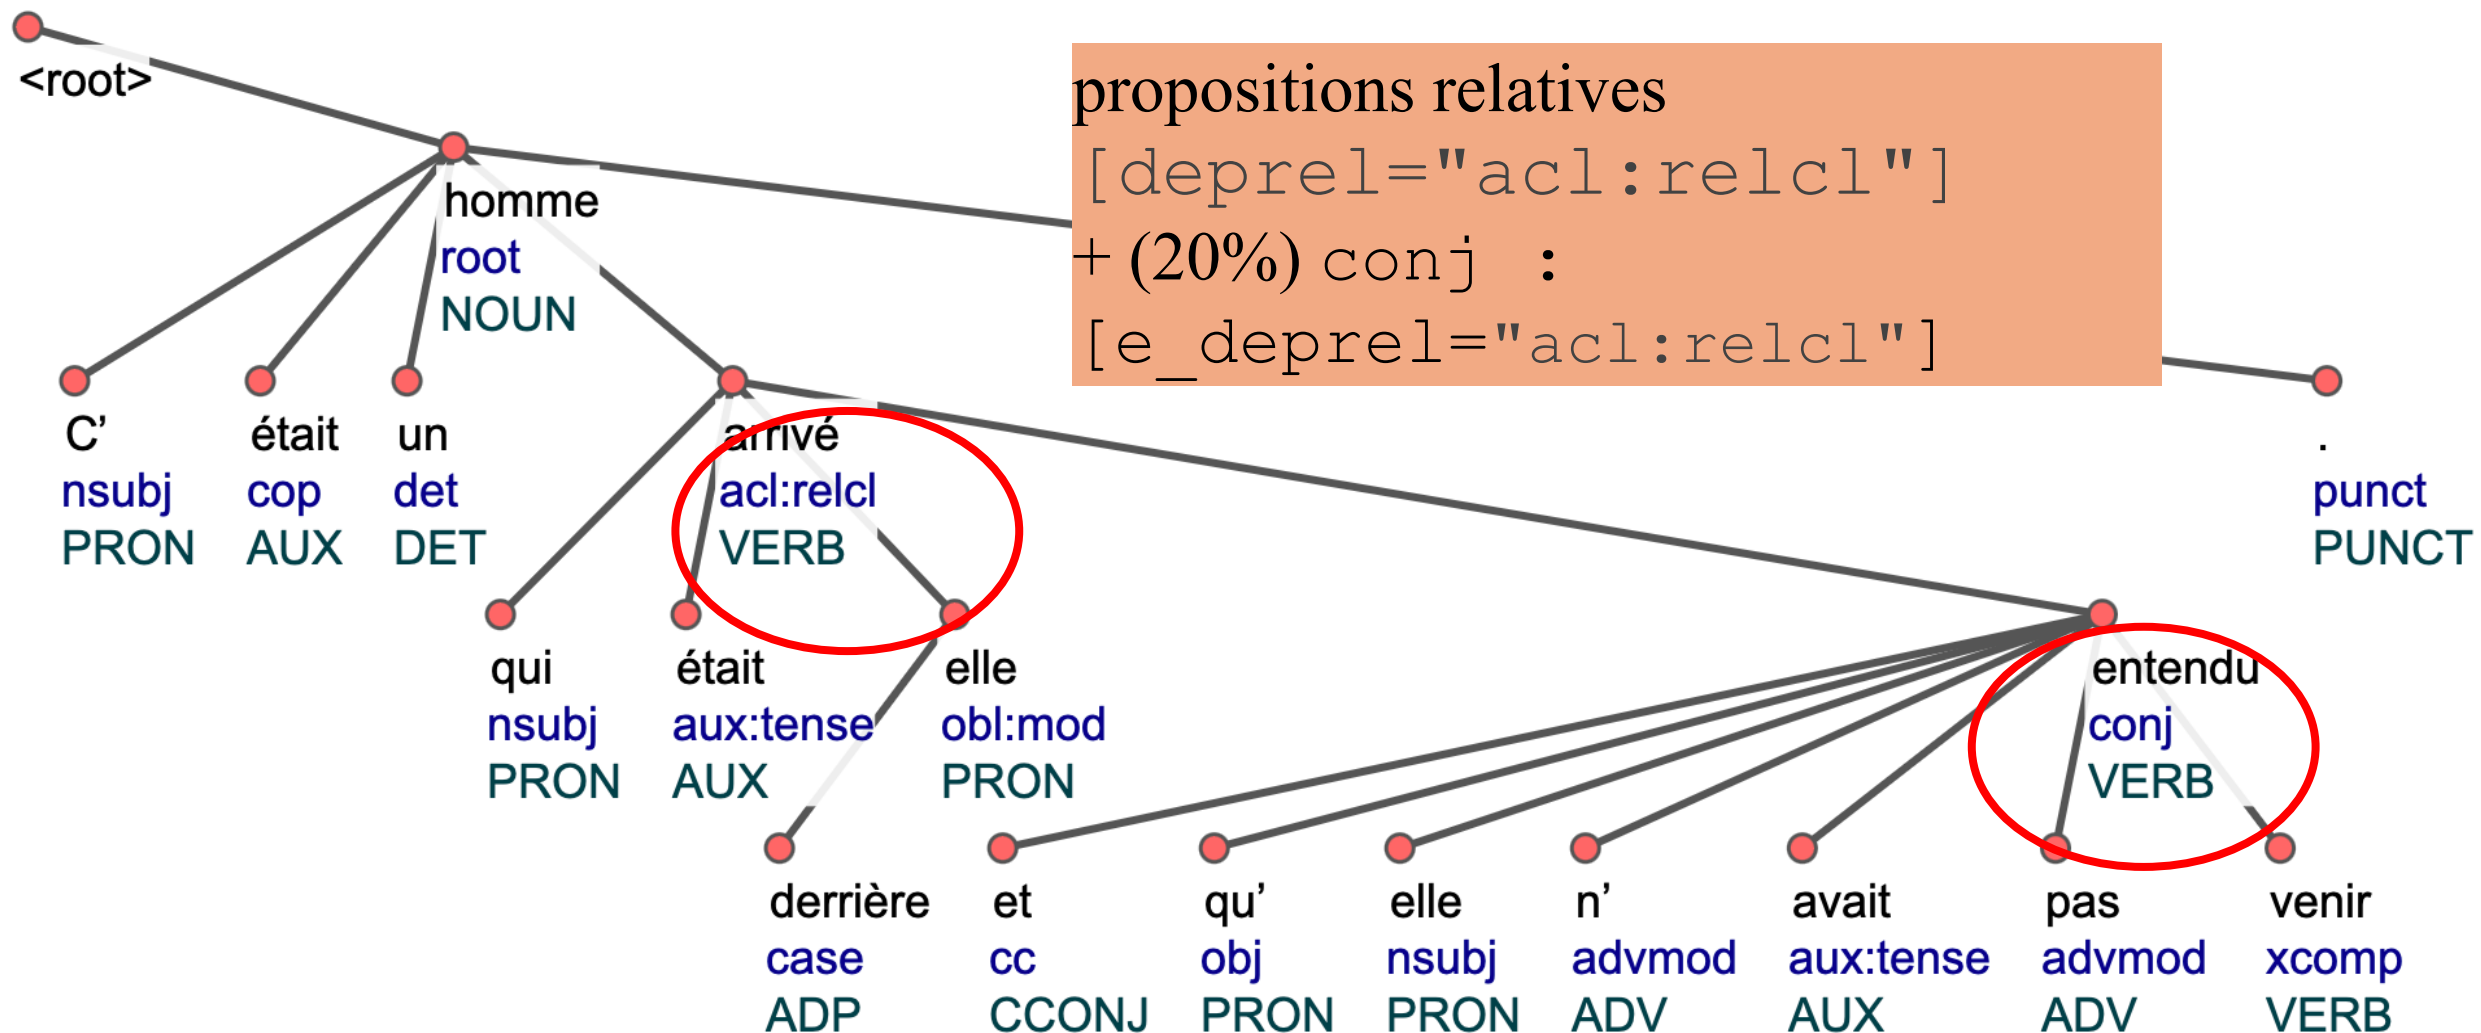 <root>
propositions relatives
[deprel="acl:relcl"]
+ (20%) conj :
[e_deprel="acl:relcl"]
homme
root
NOUN
C’ était un arrivé .
nsubj cop det acl:relcl punct
PRON AUX DET VERB PUNCT
qui était elle entendu
nsubj aux:tense obl:mod conj
PRON AUX PRON VERB
derrière et qu’ elle n’ avait pas venir
case cc obj nsubj advmod aux:tense advmod xcomp
ADP CCONJ PRON PRON ADV AUX ADV VERB